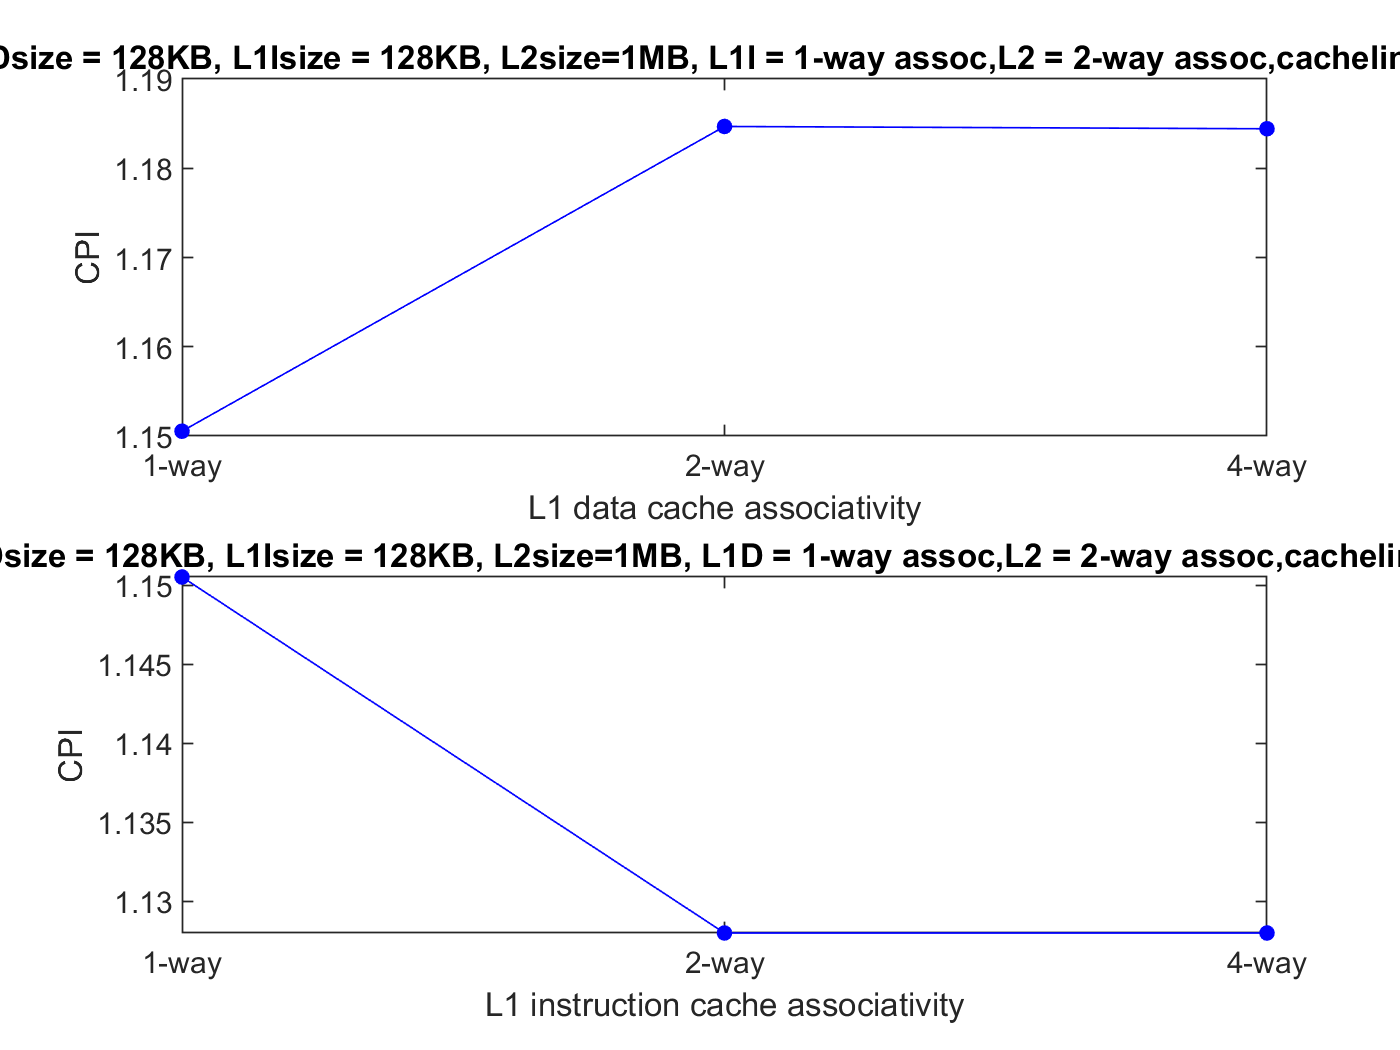 Dsize = 128KB, L1Isize = 128KB, L2size=1MB, L1I = 1-way assoc,L2 = 2-way assoc,cachelin
1.19
1.18
1.17
1.16
1.15
CPI
1-way 2-way 4-way
L1 data cache associativity
Dsize = 128KB, L1Isize = 128KB, L2size=1MB, L1D = 1-way assoc,L2 = 2-way assoc,cachelin
1.15
1.145
1.14
1.135
1.13
CPI
1-way 2-way 4-way
L1 instruction cache associativity